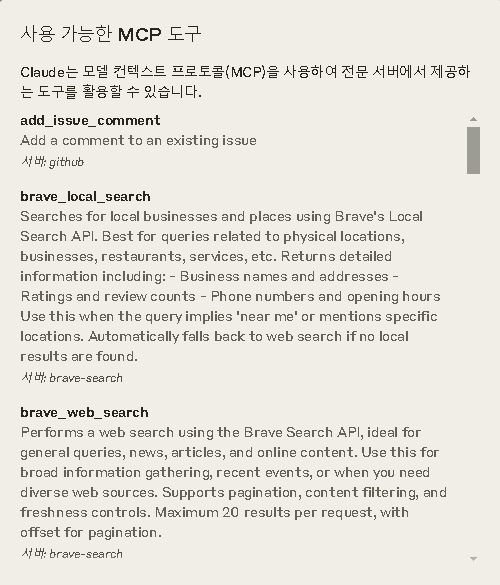 사용 가능한 MCP 도구
Claude는 모델 컨텍스트 프로토콜(MCP)을 사용하여 전문 서버에서 제공하
는 도구를 활용할 수 있습니다.
add_issue_comment
Add a comment to an existing issue
서버: github
brave_local_search
Searches for local businesses and places using Brave's Local
Search API. Best for queries related to physical locations,
businesses, restaurants, services, etc. Returns detailed
information including: - Business names and addresses -
Ratings and review counts - Phone numbers and opening hours
Use this when the query implies 'near me' or mentions specific
locations. Automatically falls back to web search if no local
results are found.
서버: brave-search
brave_web_search
Performs a web search using the Brave Search API, ideal for
general queries, news, articles, and online content. Use this for
broad information gathering, recent events, or when you need
diverse web sources. Supports pagination, content filtering, and
freshness controls. Maximum 20 results per request, with
offset for pagination.
서버: brave-search